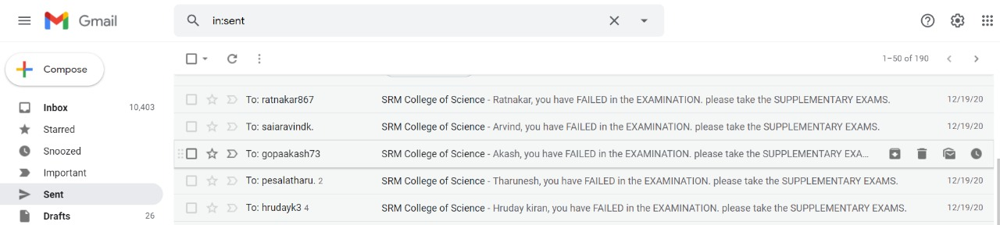 Gmail
in:sent
1–50 of 190
Compose
Inbox 10,403
Starred
Snoozed
Important
Sent
Drafts 26
To: ratnakar867 SRM College of Science - Ratnakar, you have FAILED in the EXAMINATION. please take the SUPPLEMENTARY EXAMS. 12/19/20
To: saiaravindk. SRM College of Science - Arvind, you have FAILED in the EXAMINATION. please take the SUPPLEMENTARY EXAMS. 12/19/20
To: gopaakash73 SRM College of Science - Akash, you have FAILED in the EXAMINATION. please take the SUPPLEMENTARY EXA...
To: pesalatharu. 2 SRM College of Science - Tharunesh, you have FAILED in the EXAMINATION. please take the SUPPLEMENTARY EXAMS. 12/19/20
To: hrudayk3 4 SRM College of Science - Hruday kiran, you have FAILED in the EXAMINATION. please take the SUPPLEMENTARY EXAMS. 12/19/20